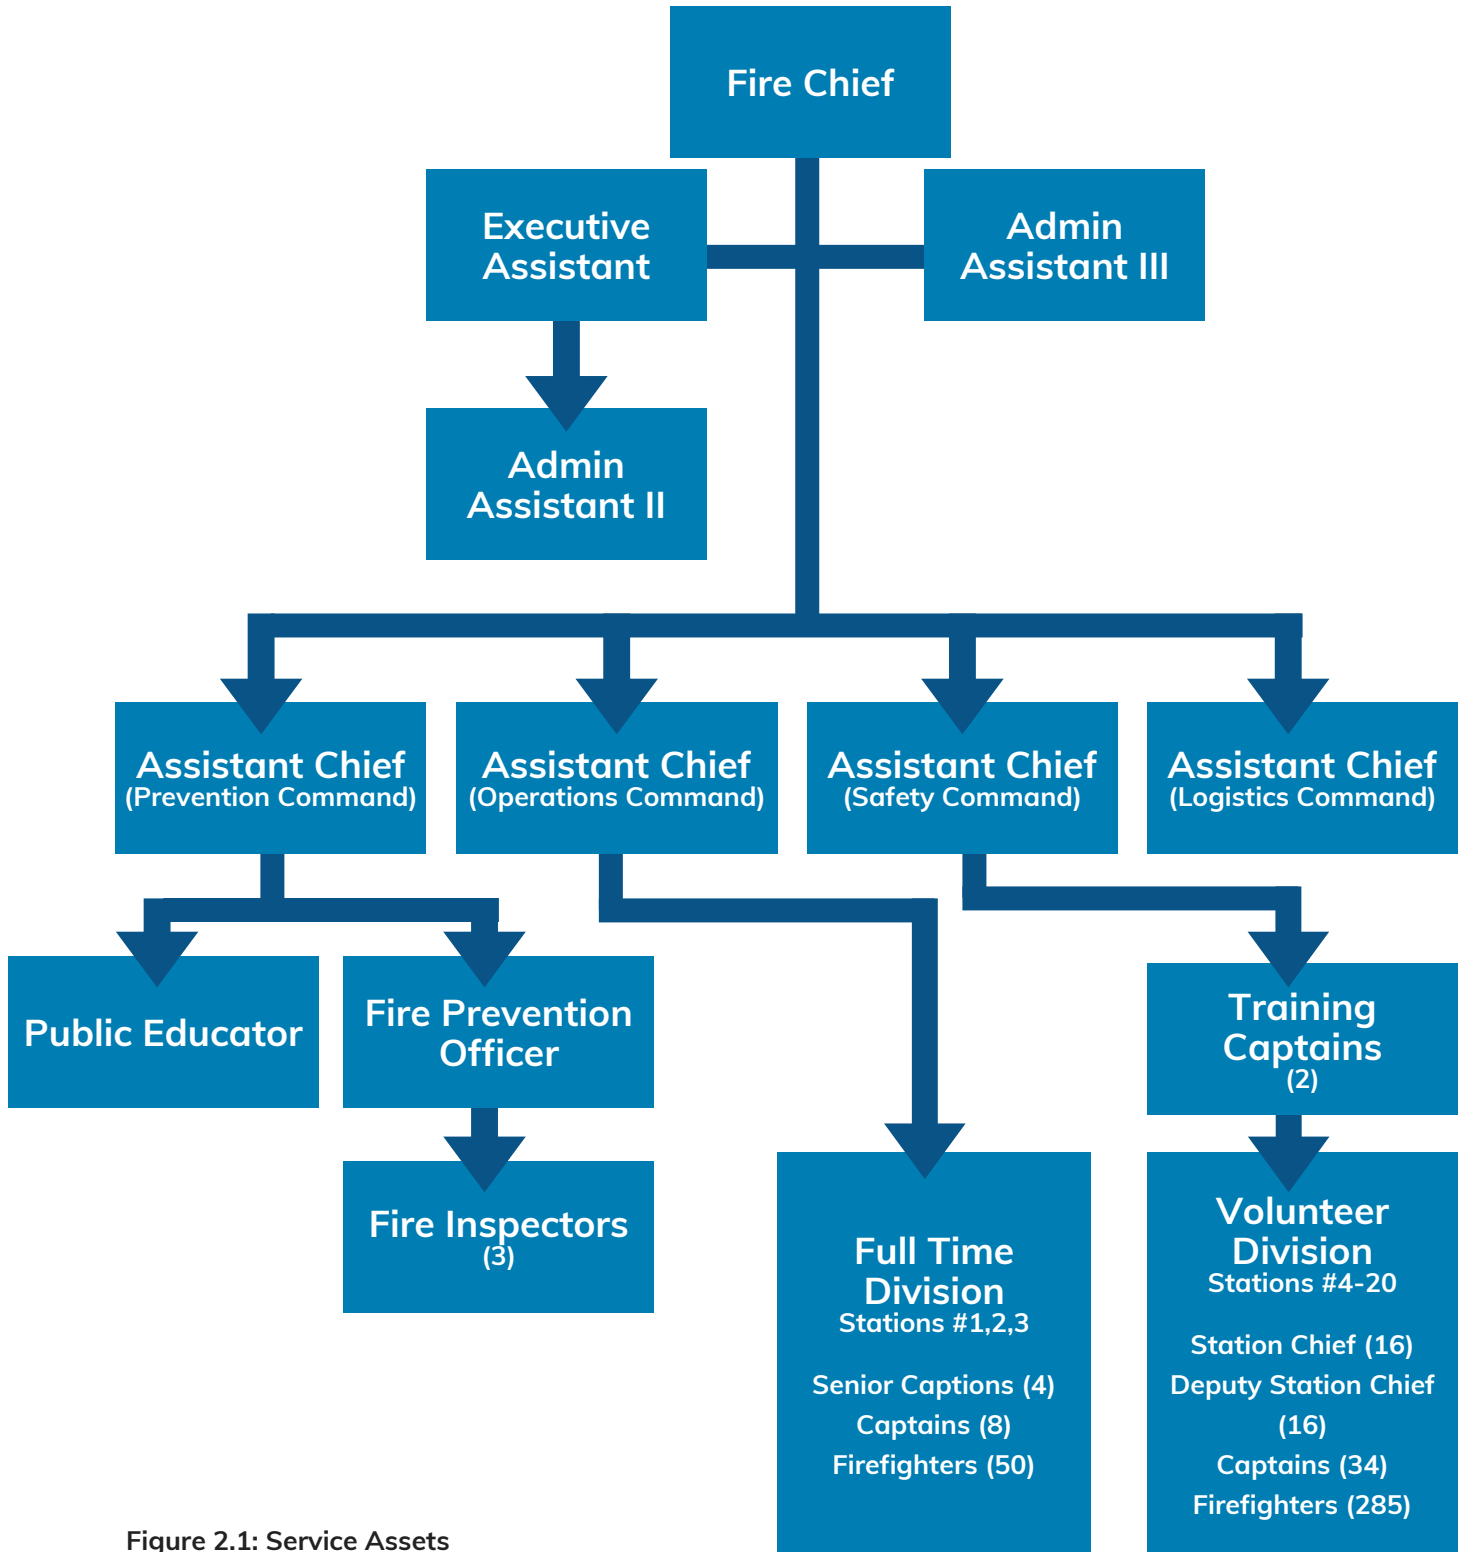 Fire Chief
Executive
Assistant
Admin
Assistant III
Admin
Assistant II
Assistant Chief
(Prevention Command)
Assistant Chief
(Operations Command)
Assistant Chief
(Safety Command)
Assistant Chief
(Logistics Command)
Public Educator
Fire Prevention
Officer
Training
Captains
(2)
Fire Inspectors
(3)
Full Time
Division
Stations #1,2,3
Senior Captions (4)
Captains (8)
Firefighters (50)
Volunteer
Division
Stations #4-20
Station Chief (16)
Deputy Station Chief
(16)
Captains (34)
Firefighters (285)
Figure 2.1: Service Assets